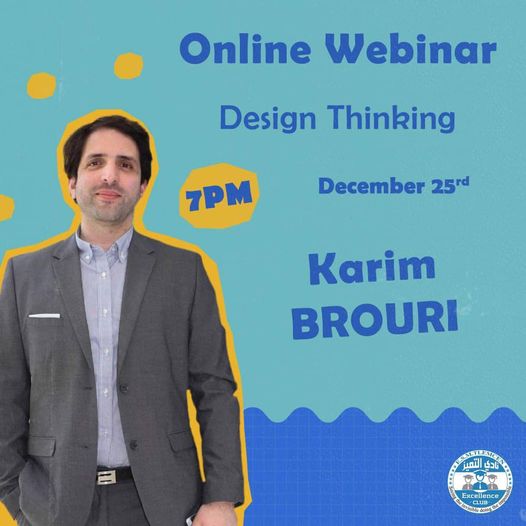 Online Webinar
Design Thinking
7PM
December 25rd
Karim
BROURI
نادي التميز
Excellence
CLUB